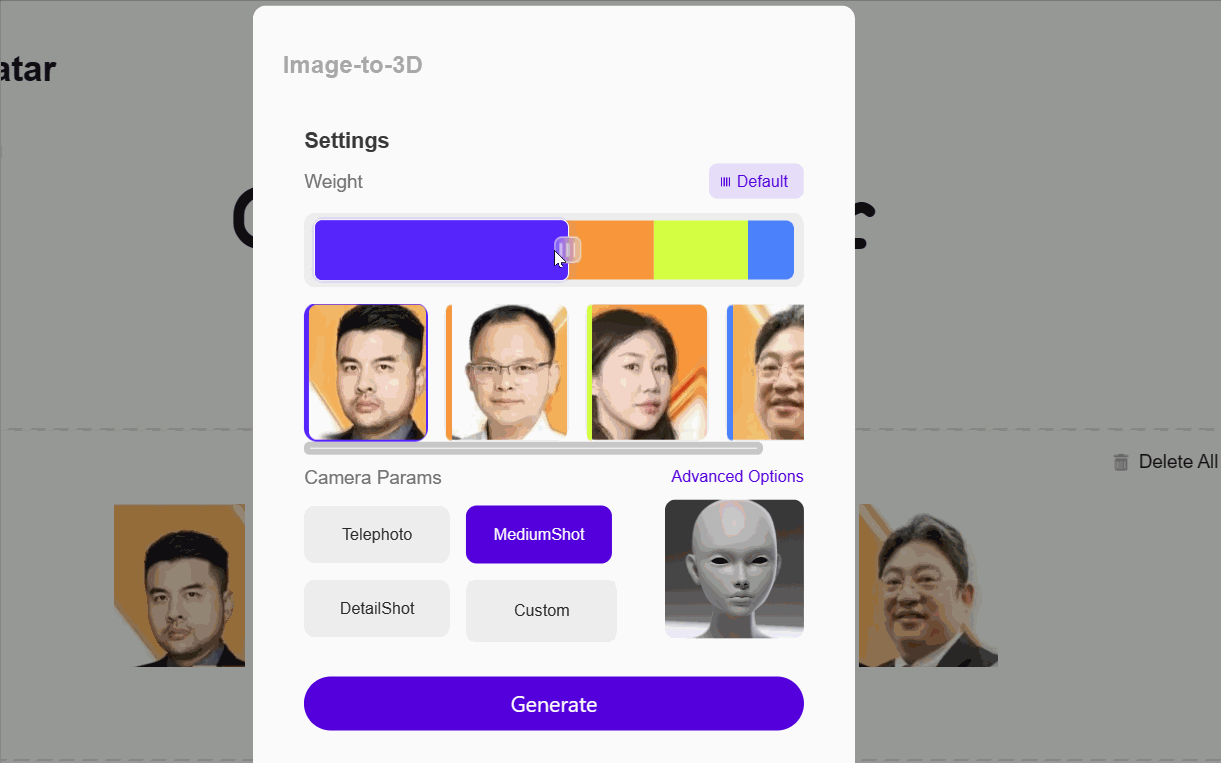 atar
Image-to-3D
Settings
Weight
Default
Camera Params
Advanced Options
Delete All
Telephoto
MediumShot
DetailShot
Custom
Generate